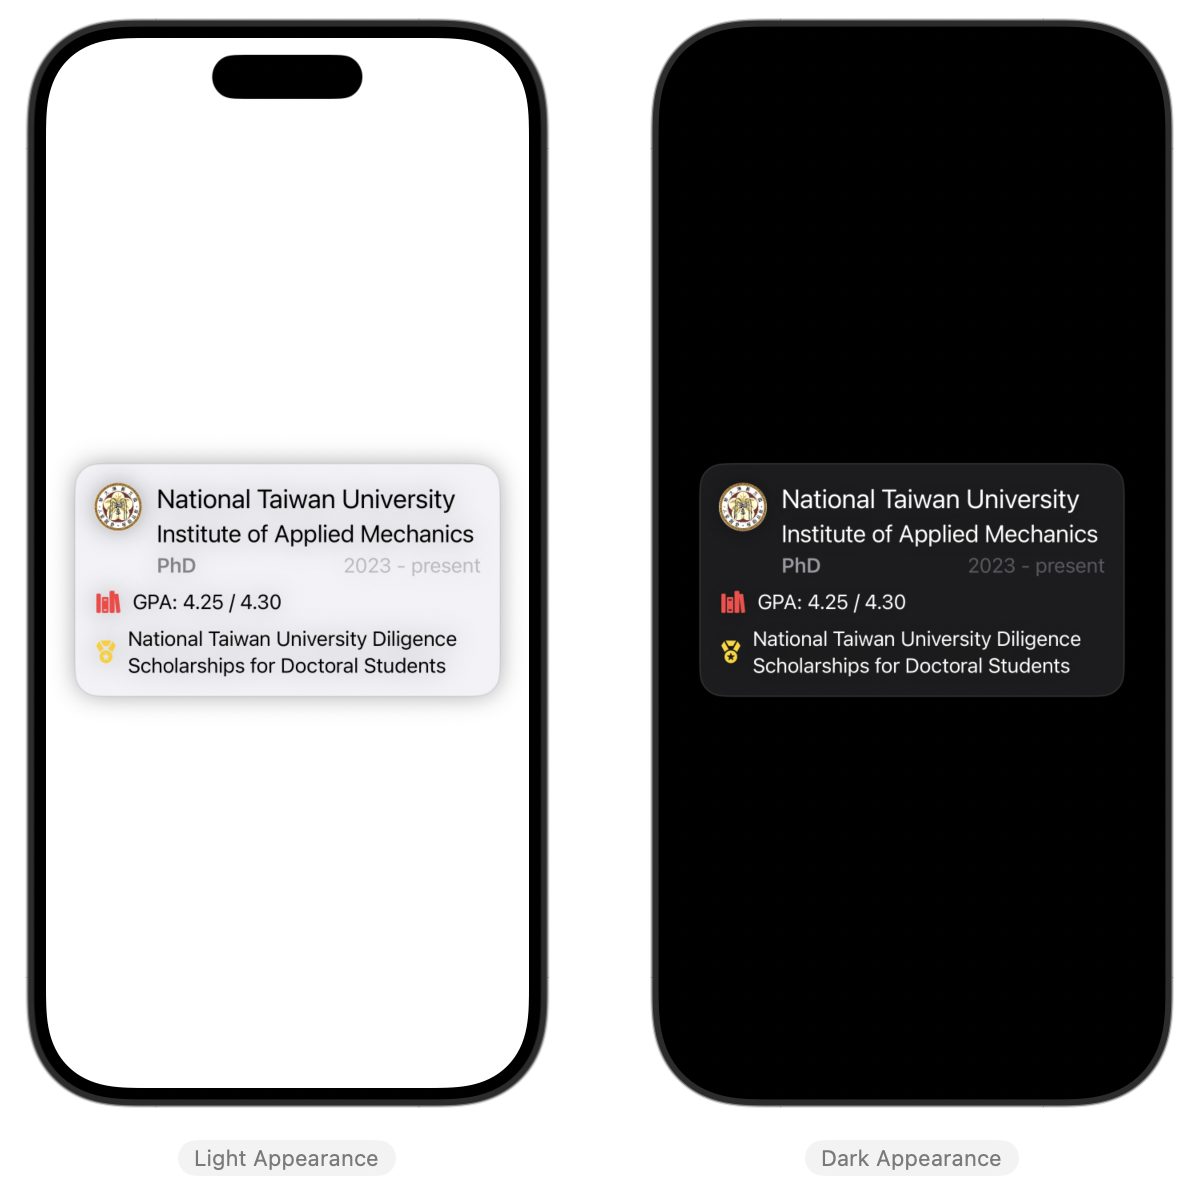 National Taiwan University
Institute of Applied Mechanics
PhD 2023 - present
GPA: 4.25 / 4.30
National Taiwan University Diligence
Scholarships for Doctoral Students
Light Appearance
National Taiwan University
Institute of Applied Mechanics
PhD 2023 - present
GPA: 4.25 / 4.30
National Taiwan University Diligence
Scholarships for Doctoral Students
Dark Appearance